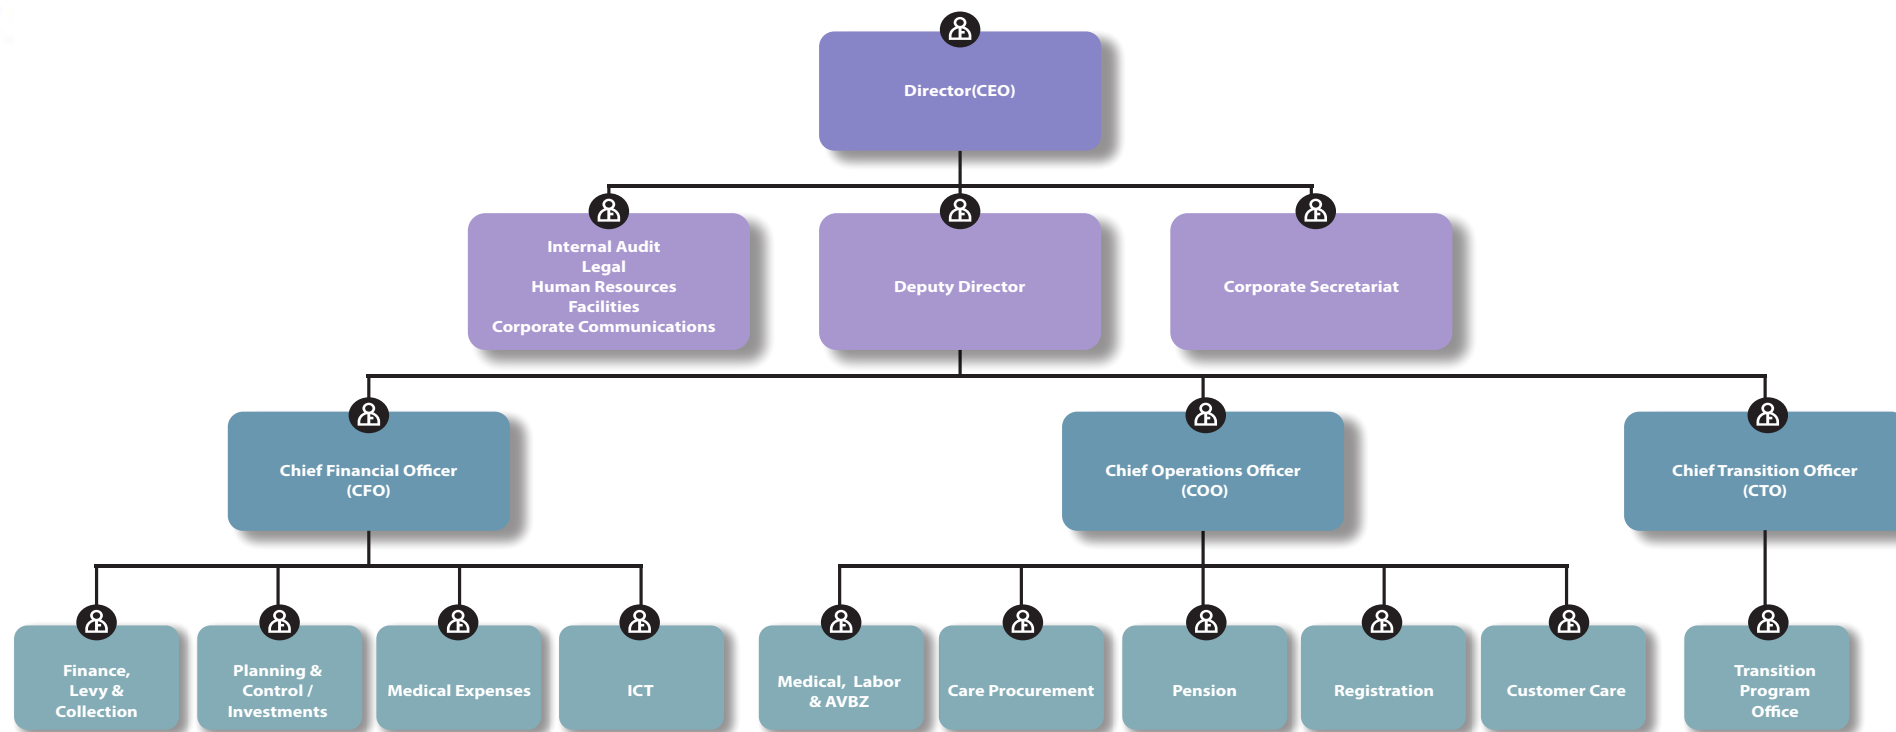 Director(CEO)
Internal Audit
Legal
Human Resources
Facilities
Corporate Communications
Deputy Director
Corporate Secretariat
Chief Financial Officer
(CFO)
Chief Operations Officer
(COO)
Chief Transition Officer
(CTO)
Finance,
Levy &
Collection
Planning &
Control /
Investments
Medical Expenses
ICT
Medical, Labor
& AVBZ
Care Procurement
Pension
Registration
Customer Care
Transition
Program
Office